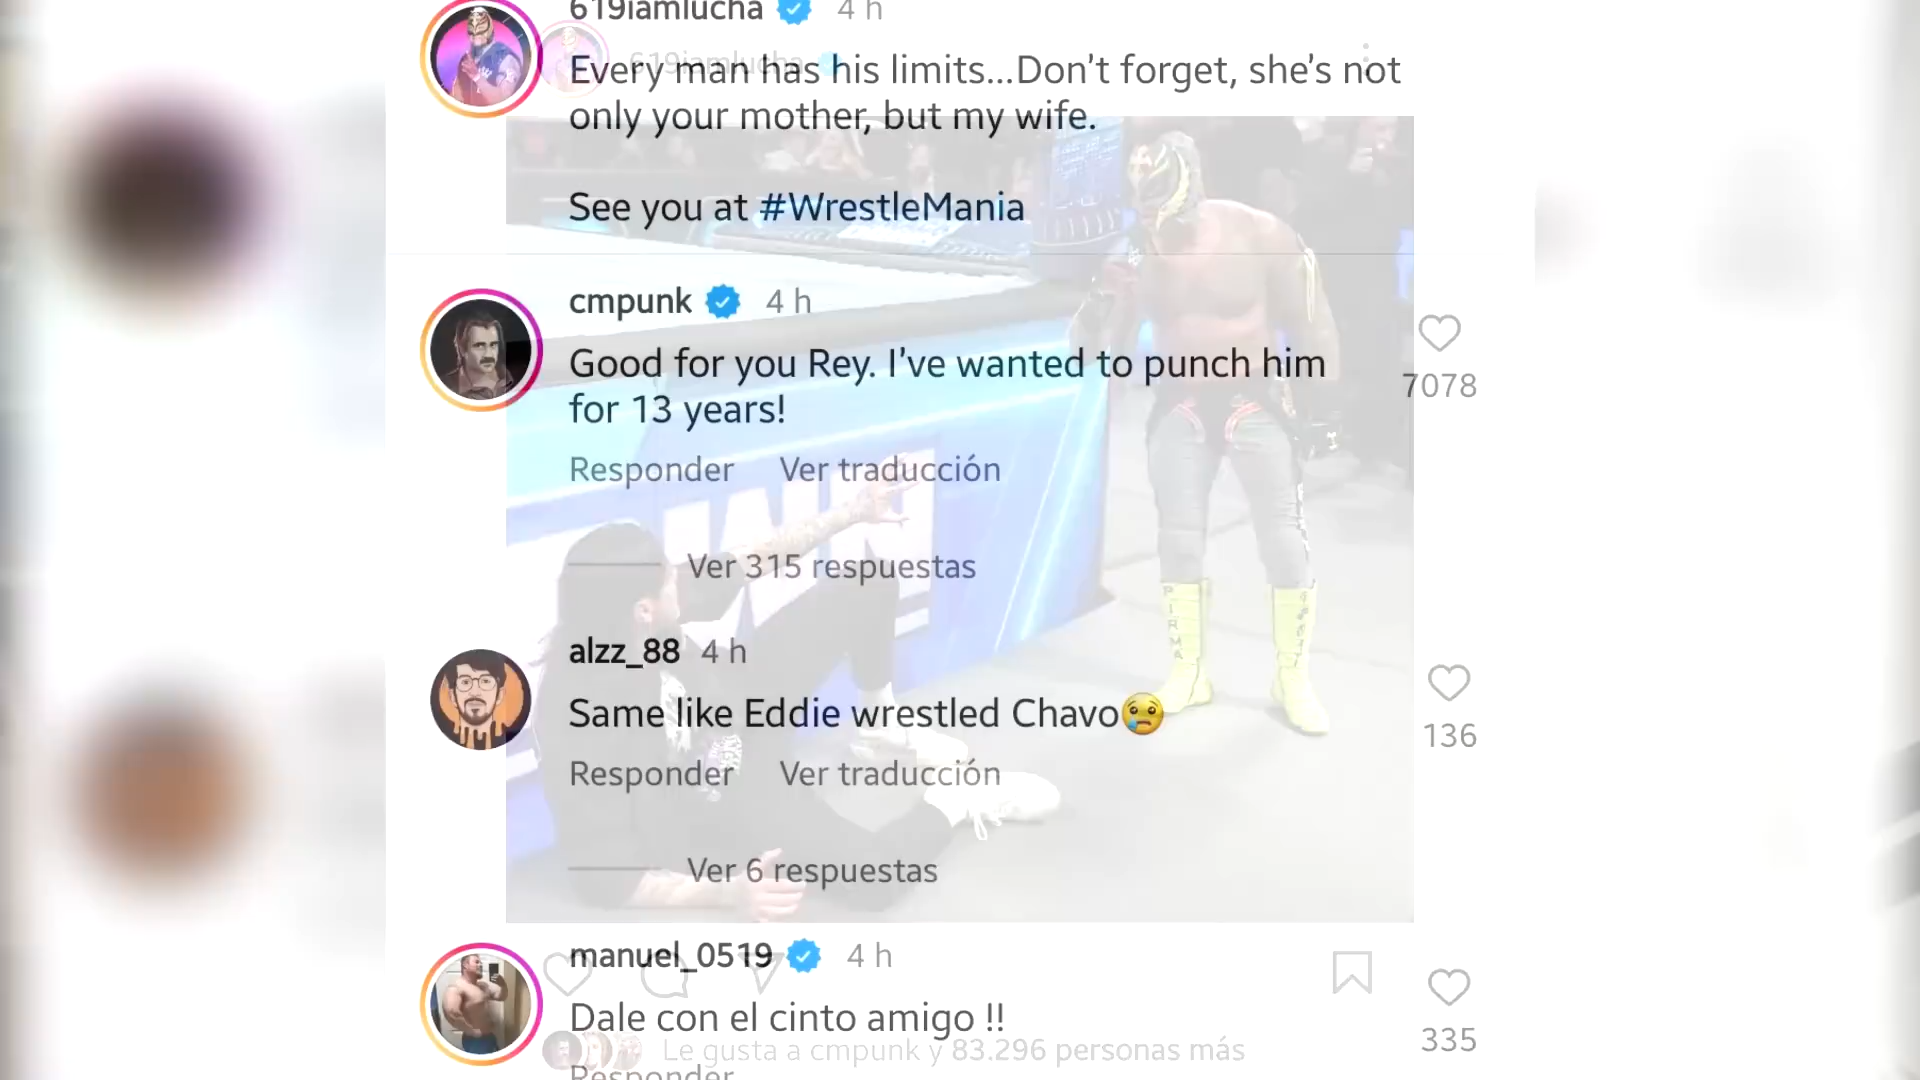 619iamlucha 4 h
619iamlucha
Every man has his limits...Don't forget, she's not
only your mother, but my wife.
See you at #WrestleMania
cmpunk 4 h
Good for you Rey. I've wanted to punch him
for 13 years!
7078
Responder Ver traducción
Ver 315 respuestas
alzz_88 4 h
Same like Eddie wrestled Chavo😢
136
Responder Ver traducción
Ver 6 respuestas
manuel_0519 4 h
Dale con el cinto amigo !!
335
Le gusta a cmpunk y 83.296 personas más
Responder